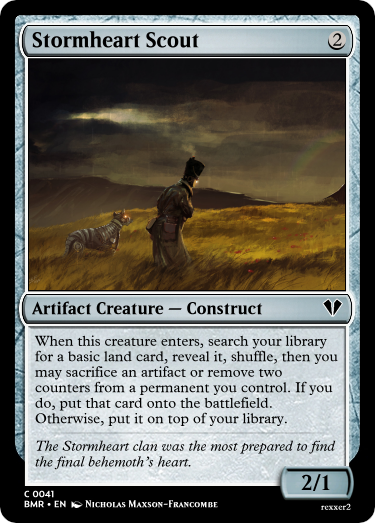 Stormheart Scout 2
Artifact Creature — Construct
When this creature enters, search your library
for a basic land card, reveal it, shuffle, then you
may sacrifice an artifact or remove two
counters from a permanent you control. If you
do, put that card onto the battlefield.
Otherwise, put it on top of your library.
The Stormheart clan was the most prepared to find
the final behemoth's heart.
2/1
C 0041
BMR • EN Nicholas Maxson-Francombe
rexxer2